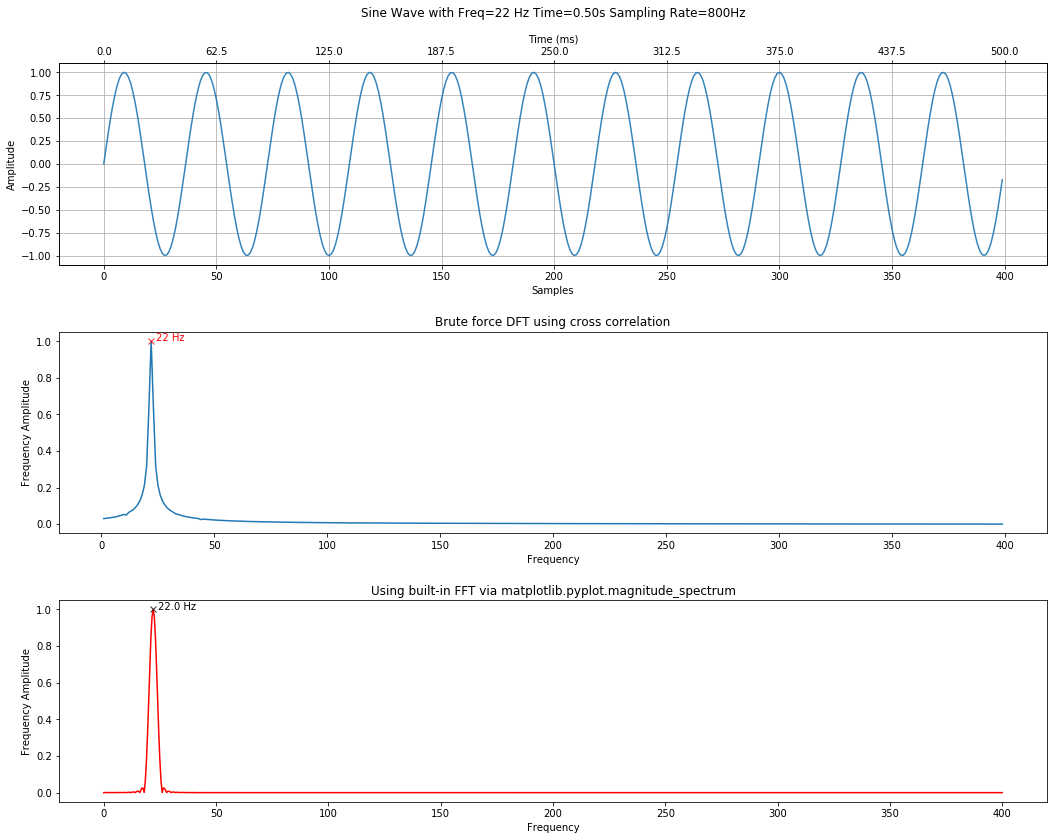 Sine Wave with Freq=22 Hz Time=0.50s Sampling Rate=800Hz
Time (ms)
0.0 62.5 125.0 187.5 250.0 312.5 375.0 437.5 500.0
1.00
0.75
0.50
0.25
0.00
−0.25
−0.50
−0.75
−1.00
Amplitude
0 50 100 150 200 250 300 350 400
Samples
Brute force DFT using cross correlation
22 Hz
1.0
0.8
0.6
0.4
0.2
0.0
Frequency Amplitude
0 50 100 150 200 250 300 350 400
Frequency
Using built-in FFT via matplotlib.pyplot.magnitude_spectrum
22.0 Hz
1.0
0.8
0.6
0.4
0.2
0.0
Frequency Amplitude
0 50 100 150 200 250 300 350 400
Frequency